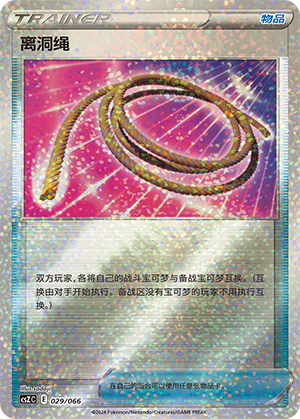 TRAINER
物品
离洞绳
双方玩家,各将自己的战斗宝可梦与备战宝可梦互换。(互
换由对手开始执行。备战区没有宝可梦的玩家不用执行互
换。)
Illus. inose
在自己的回合可以使用任意张物品卡。
csZC E 029/066
©2024 Pokémon/Nintendo/Creatures/GAME FREAK